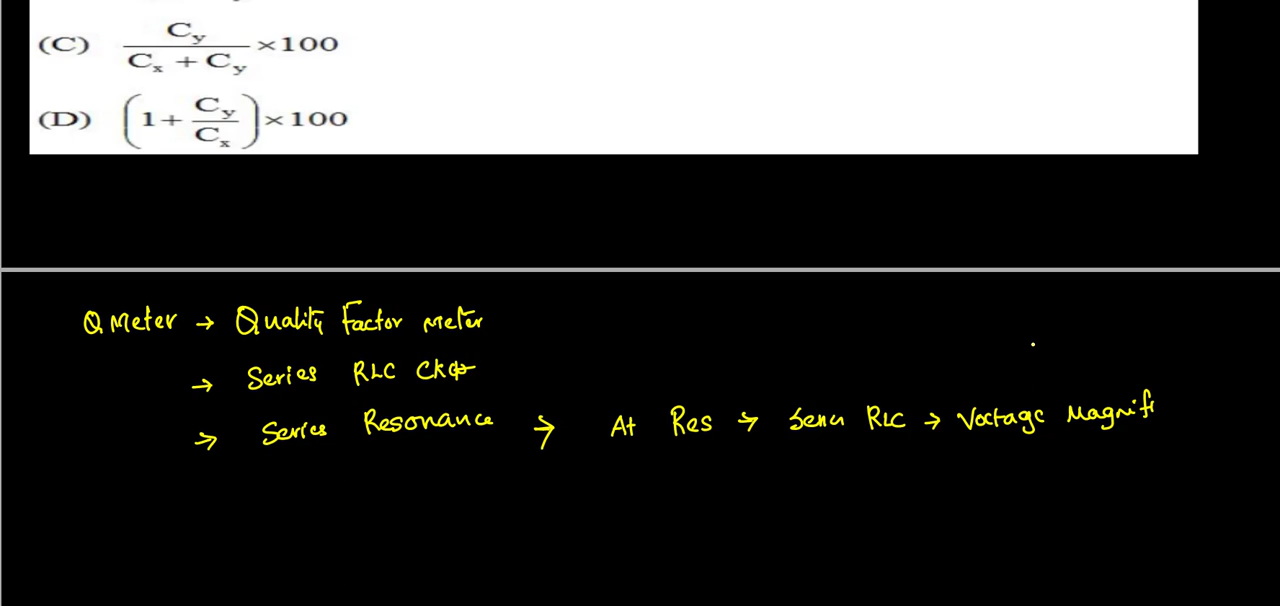 (C) C_y / (C_x + C_y) ×100
(D) (1 + C_y / C_x) × 100
Q Meter → Quality Factor meter
→ Series RLC Ckt
→ Series Resonance → At Res → Series RLC → Voltage Magnifi